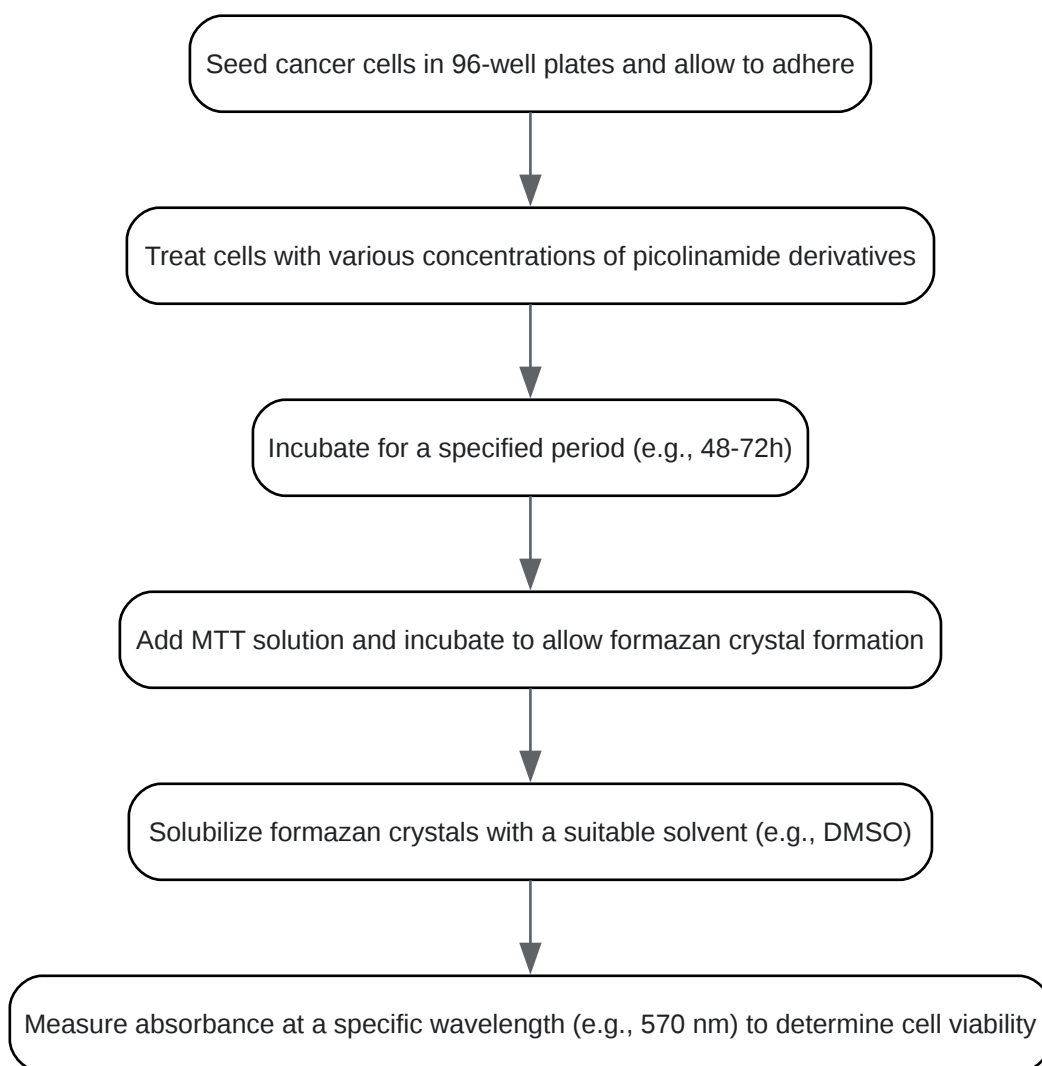 Seed cancer cells in 96-well plates and allow to adhere
Treat cells with various concentrations of picolinamide derivatives
Incubate for a specified period (e.g., 48-72h)
Add MTT solution and incubate to allow formazan crystal formation
Solubilize formazan crystals with a suitable solvent (e.g., DMSO)
Measure absorbance at a specific wavelength (e.g., 570 nm) to determine cell viability